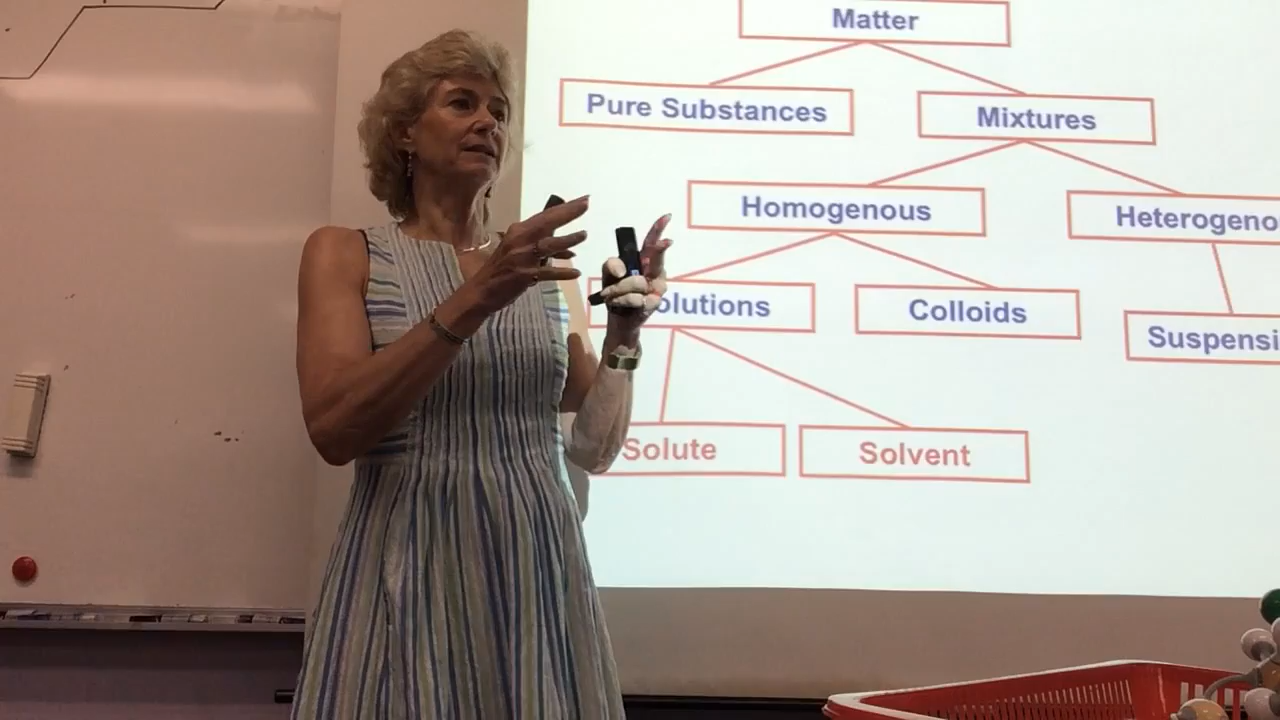 Matter
Pure Substances
Mixtures
Homogenous
Heterogeno
olutions
Colloids
Suspensi
Solute
Solvent